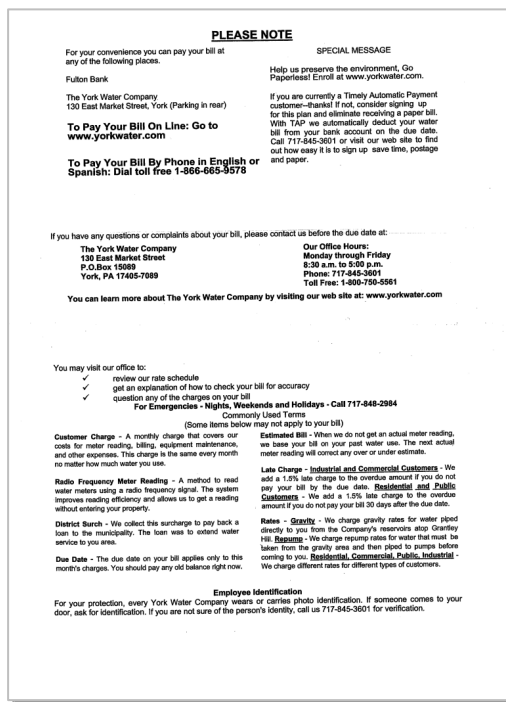 PLEASE NOTE
For your convenience you can pay your bill at
any of the following places.
Fulton Bank
The York Water Company
130 East Market Street, York (Parking in rear)
To Pay Your Bill On Line: Go to
www.yorkwater.com
To Pay Your Bill By Phone in English or
Spanish: Dial toll free 1-866-665-9578
SPECIAL MESSAGE
Help us preserve the environment, Go
Paperless! Enroll at www.yorkwater.com.
If you are currently a Timely Automatic Payment
customer--thanks! If not, consider signing up
for this plan and eliminate receiving a paper bill.
With TAP we automatically deduct your water
bill from your bank account on the due date.
Call 717-845-3601 or visit our web site to find
out how easy it is to sign up save time, postage
and paper.
If you have any questions or complaints about your bill, please contact us before the due date at:
The York Water Company
130 East Market Street
P.O.Box 15089
York, PA 17405-7089
Our Office Hours:
Monday through Friday
8:30 a.m. to 5:00 p.m.
Phone: 717-845-3601
Toll Free: 1-800-750-5561
You can learn more about The York Water Company by visiting our web site at: www.yorkwater.com
You may visit our office to:
✓ review our rate schedule
✓ get an explanation of how to check your bill for accuracy
✓ question any of the charges on your bill
For Emergencies - Nights, Weekends and Holidays - Call 717-848-2984
Commonly Used Terms
(Some items below may not apply to your bill)
Customer Charge - A monthly charge that covers our
costs for meter reading, billing, equipment maintenance,
and other expenses. This charge is the same every month
no matter how much water you use.
Radio Frequency Meter Reading - A method to read
water meters using a radio frequency signal. The system
improves reading efficiency and allows us to get a reading
without entering your property.
District Surch - We collect this surcharge to pay back a
loan to the municipality. The loan was to extend water
service to you area.
Due Date - The due date on your bill applies only to this
month's charges. You should pay any old balance right now.
Estimated Bill - When we do not get an actual meter reading,
we base your bill on your past water use. The next actual
meter reading will correct any over or under estimate.
Late Charge - Industrial and Commercial Customers - We
add a 1.5% late charge to the overdue amount if you do not
pay your bill by the due date. Residential and Public
Customers - We add a 1.5% late charge to the overdue
amount if you do not pay your bill 30 days after the due date.
Rates - Gravity - We charge gravity rates for water piped
directly to you from the Company's reservoirs atop Grantley
Hill. Repump - We charge repump rates for water that must be
taken from the gravity area and then piped to pumps before
coming to you. Residential, Commercial, Public, Industrial -
We charge different rates for different types of customers.
Employee Identification
For your protection, every York Water Company wears or carries photo identification. If someone comes to your
door, ask for identification. If you are not sure of the person's identity, call us 717-845-3601 for verification.